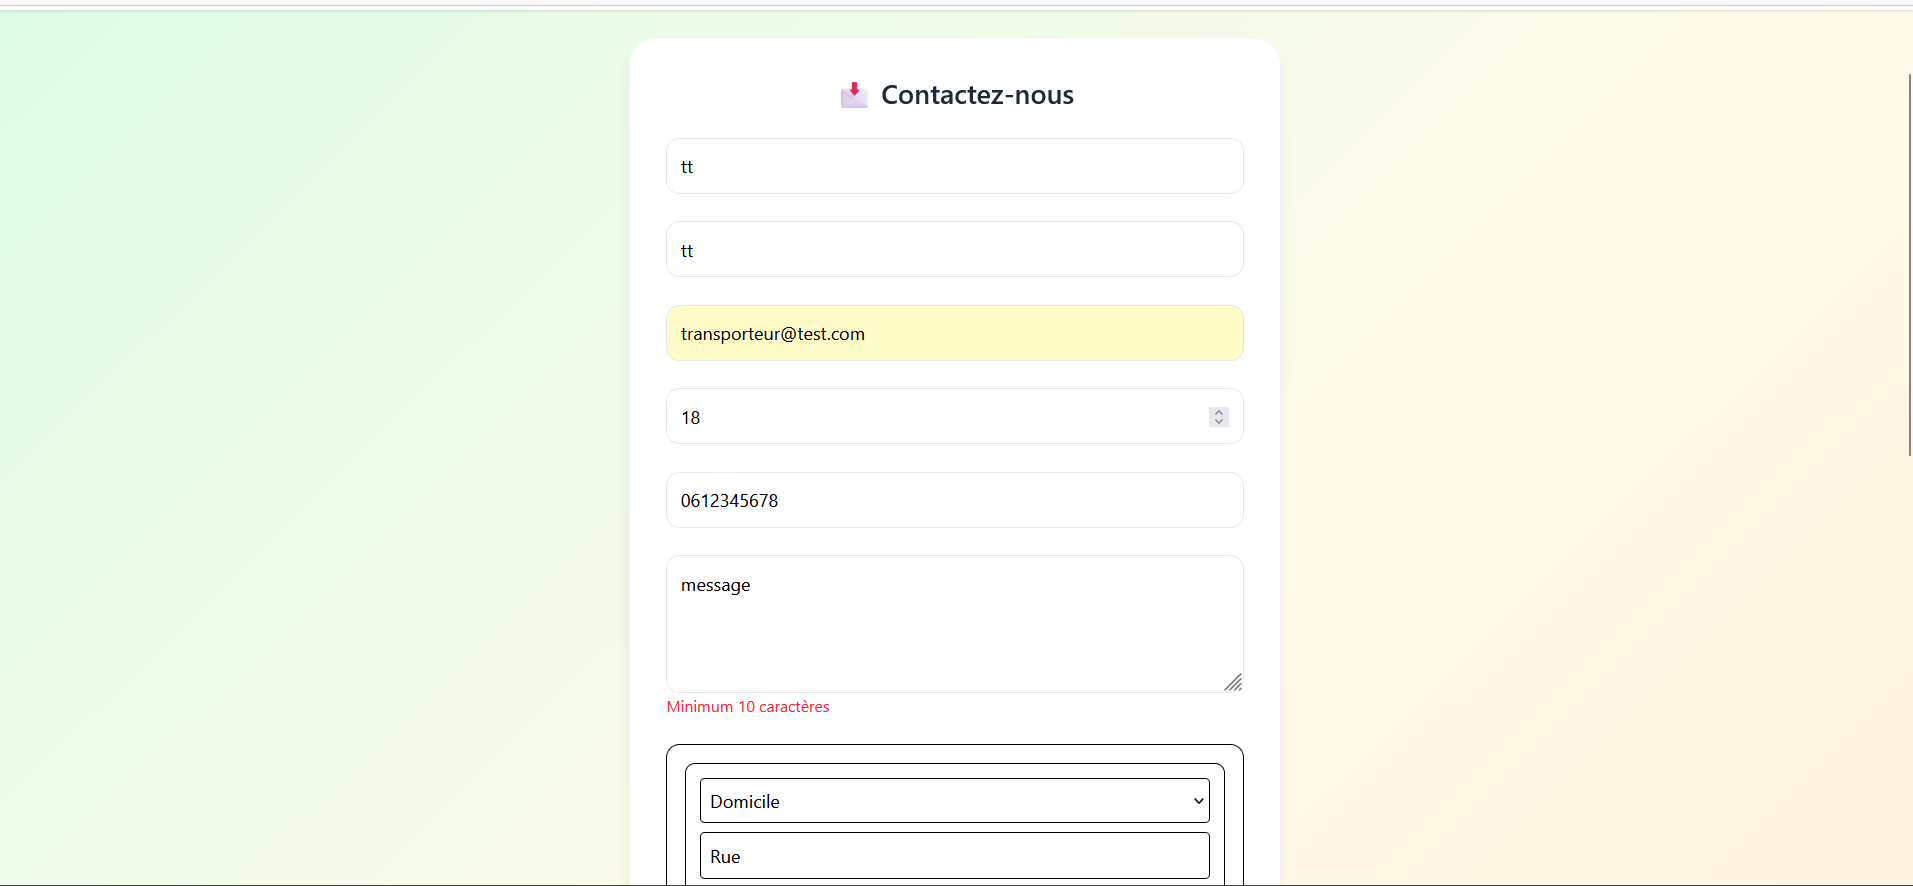 Contactez-nous
tt
tt
transporteur@test.com
18
0612345678
message
Minimum 10 caractères
Domicile
Rue